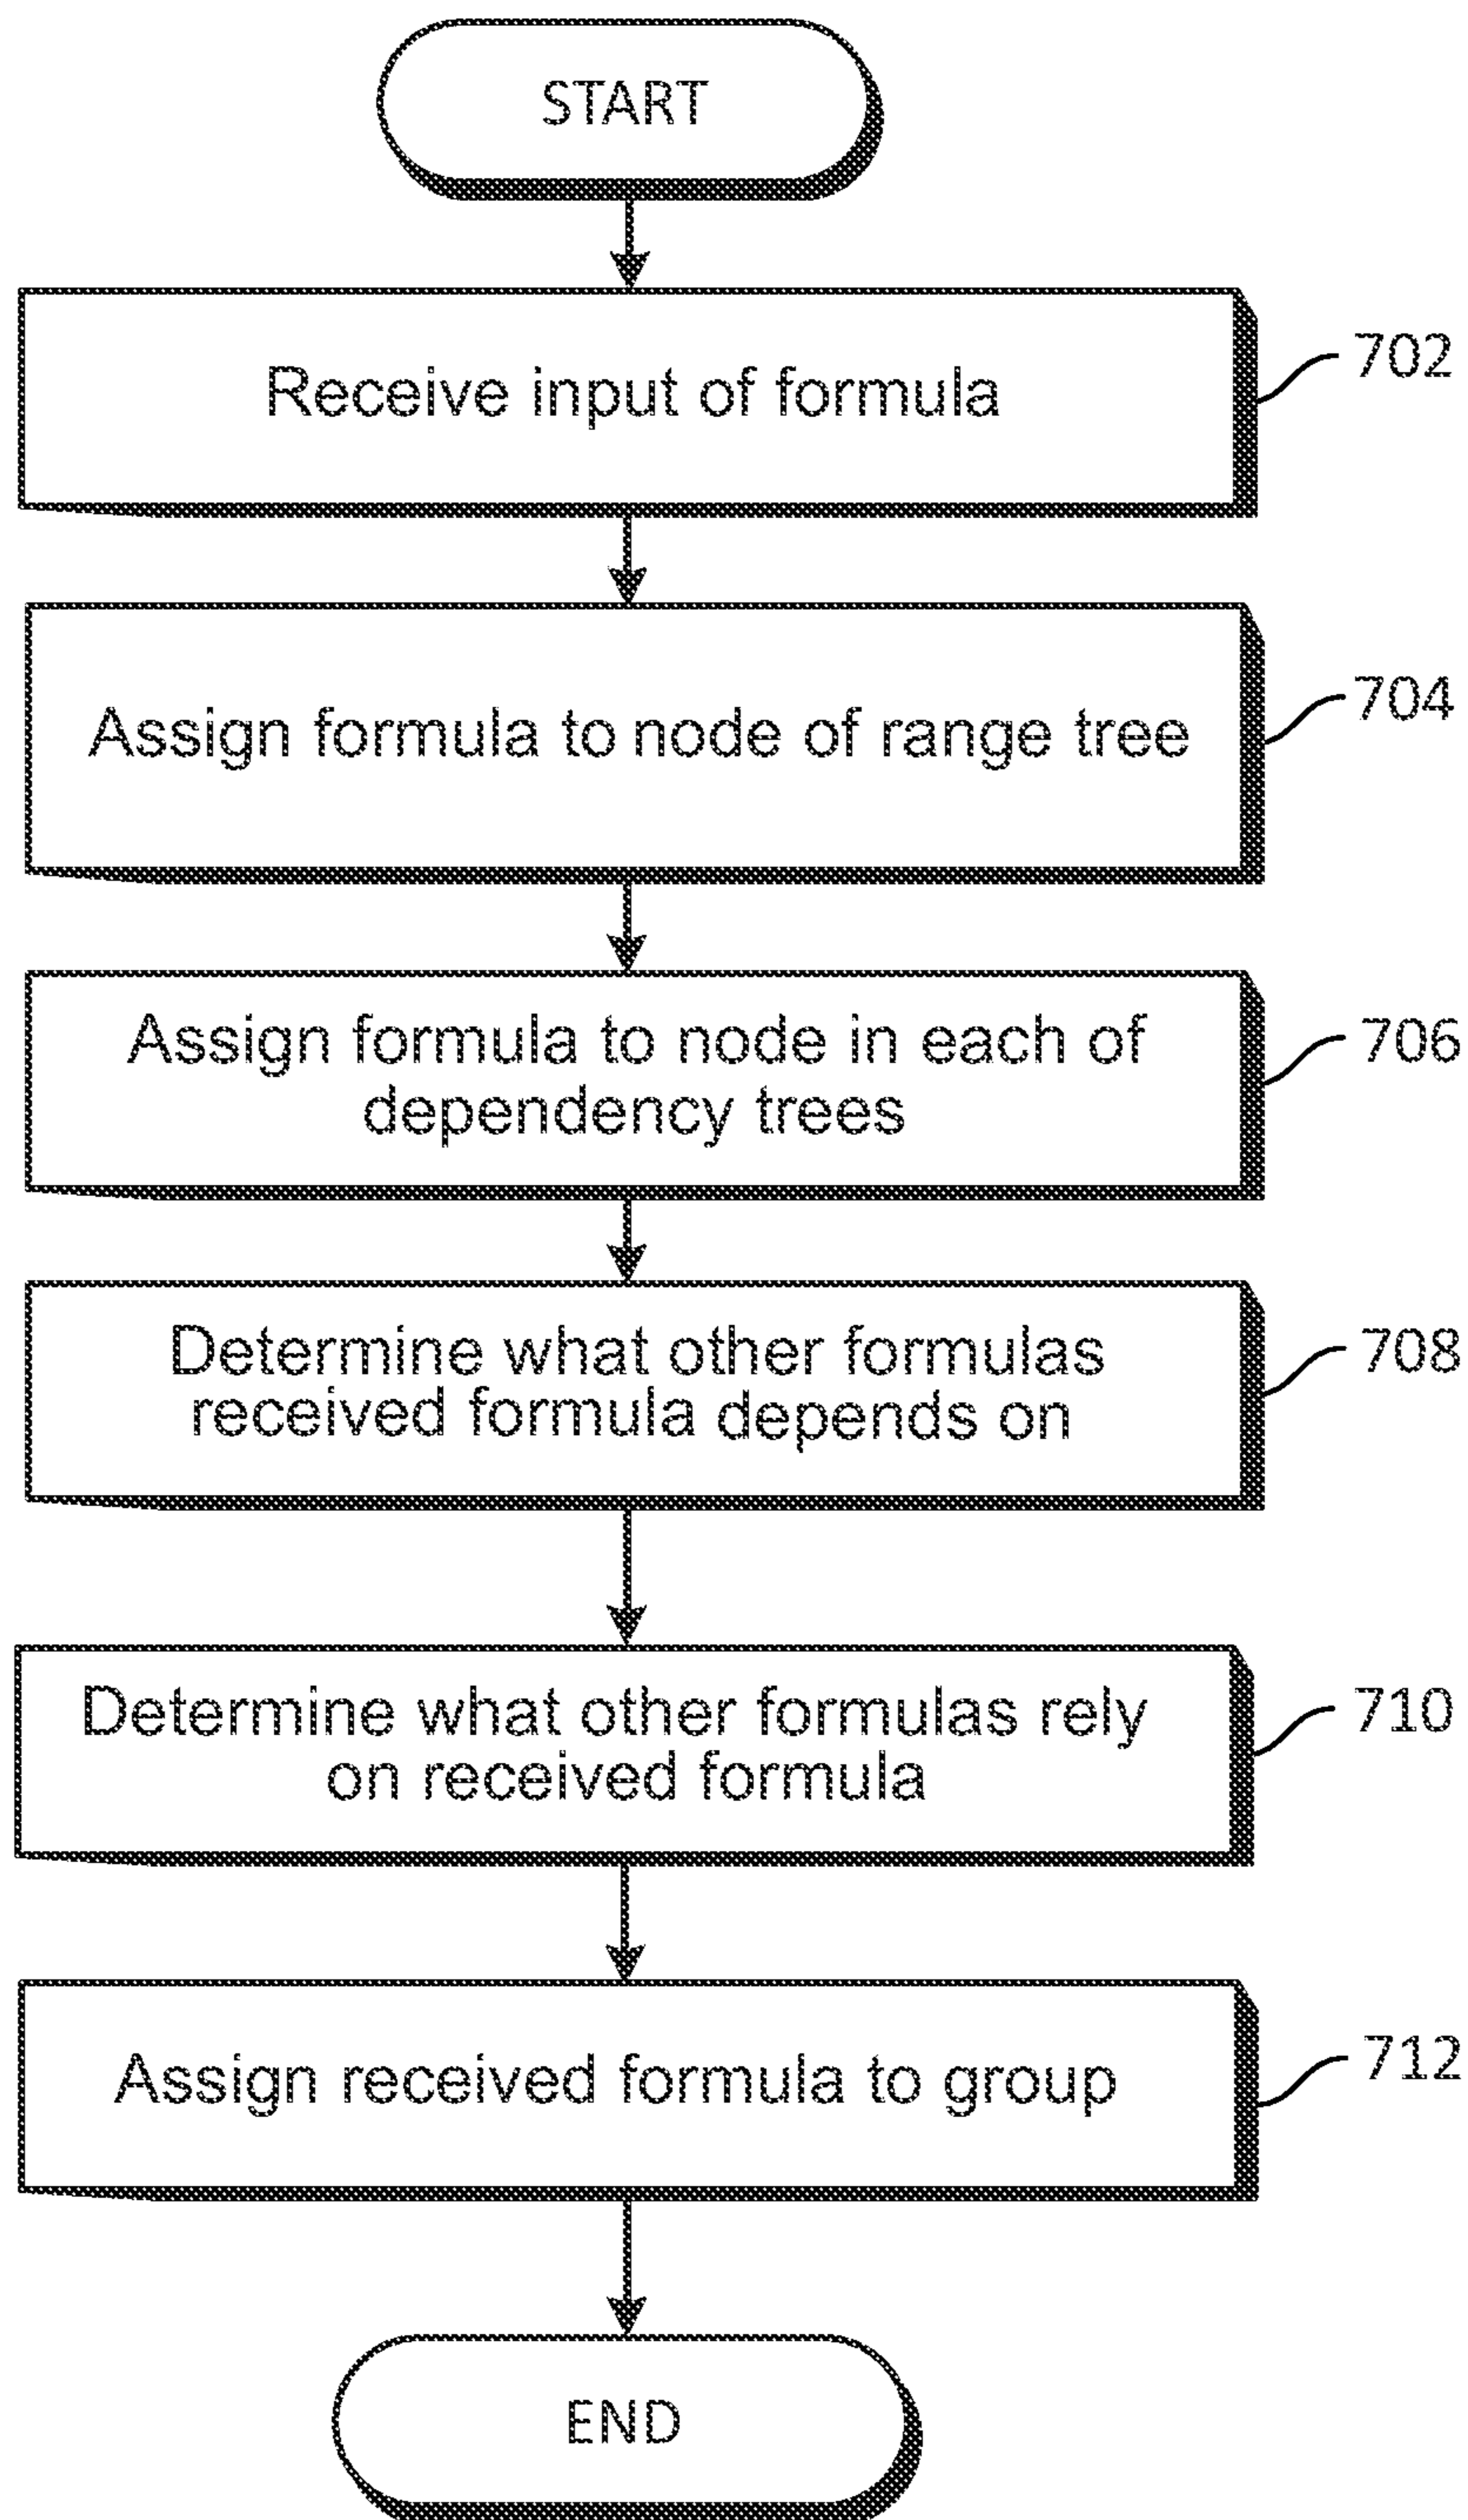 START
Receive input of formula
702
Assign formula to node of range tree
704
Assign formula to node in each of
dependency trees
706
Determine what other formulas
received formula depends on
708
Determine what other formulas rely
on received formula
710
Assign received formula to group
712
END